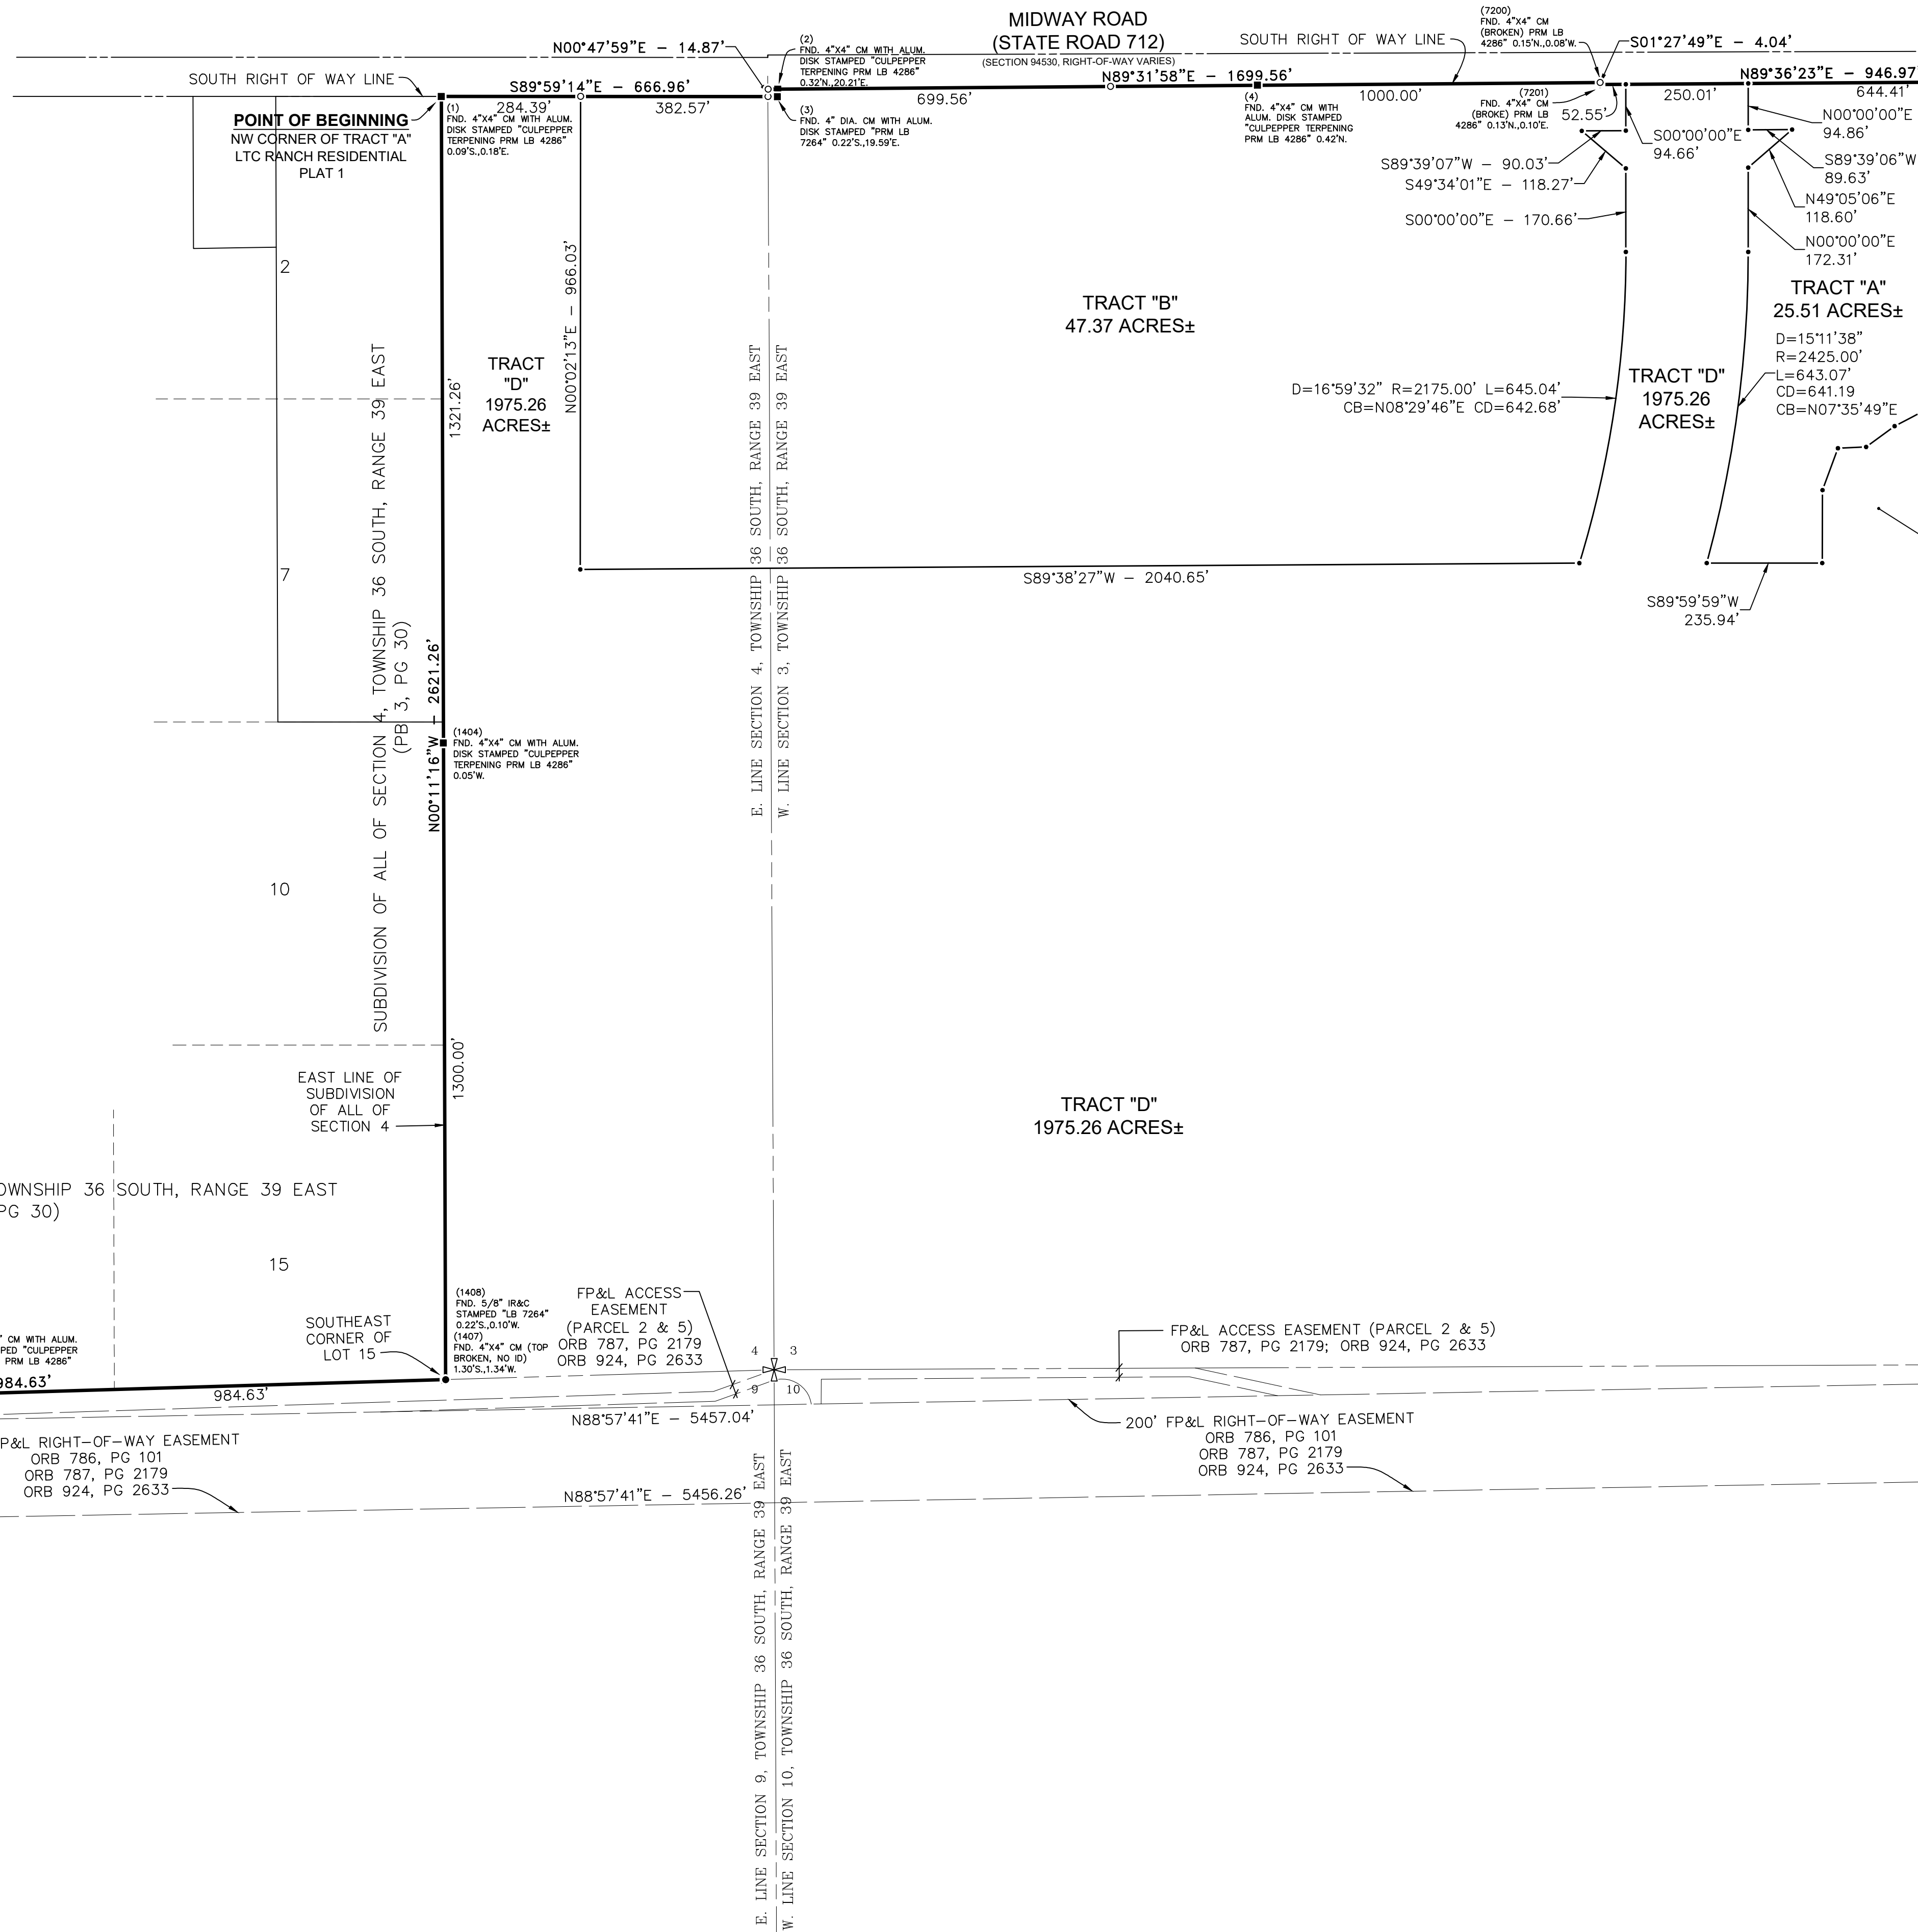 MIDWAY ROAD
(STATE ROAD 712)
(SECTION 94530, RIGHT-OF-WAY VARIES)
N00°47'59"E – 14.87'
(2)
FND. 4"X4" CM WITH ALUM.
DISK STAMPED "CULPEPPER
TERPENING PRM LB 4286"
0.32'N.,20.21'E.
SOUTH RIGHT OF WAY LINE
(7200)
FND. 4"X4" CM
(BROKEN) PRM LB
4286" 0.15'N.,0.08'W.
S01°27'49"E – 4.04'
SOUTH RIGHT OF WAY LINE
S89°59'14"E – 666.96'
284.39'
382.57'
N89°31'58"E – 1699.56'
699.56'
1000.00'
N89°36'23"E – 946.97
52.55'
250.01'
644.41'
POINT OF BEGINNING
NW CORNER OF TRACT "A"
LTC RANCH RESIDENTIAL
PLAT 1
(1)
FND. 4"X4" CM WITH ALUM.
DISK STAMPED "CULPEPPER
TERPENING PRM LB 4286"
0.09'S.,0.18'E.
(3)
FND. 4" DIA. CM WITH ALUM.
DISK STAMPED "PRM LB
7264" 0.22'S.,19.59'E.
(4)
FND. 4"X4" CM WITH
ALUM. DISK STAMPED
"CULPEPPER TERPENING
PRM LB 4286" 0.42'N.
(7201)
FND. 4"X4" CM
(BROKE) PRM LB
4286" 0.13'N.,0.10'E.
S00°00'00"E
94.66'
N00°00'00"E
94.86'
S89°39'07"W – 90.03'
S49°34'01"E – 118.27'
S00°00'00"E – 170.66'
S89°39'06"W
89.63'
N49°05'06"E
118.60'
N00°00'00"E
172.31'
2
TRACT "B"
47.37 ACRES±
TRACT "A"
25.51 ACRES±
D=15°11'38"
R=2425.00'
L=643.07'
CD=641.19
CB=N07°35'49"E
TRACT
"D"
1975.26
ACRES±
N00°02'13"E – 966.03'
1321.26'
D=16°59'32" R=2175.00' L=645.04'
CB=N08°29'46"E CD=642.68'
TRACT "D"
1975.26
ACRES±
SUBDIVISION OF ALL OF SECTION 4, TOWNSHIP 36 SOUTH, RANGE 39 EAST
(PB 3, PG 30)
E. LINE SECTION 4, TOWNSHIP 36 SOUTH, RANGE 39 EAST
W. LINE SECTION 3, TOWNSHIP 36 SOUTH, RANGE 39 EAST
7
S89°38'27"W – 2040.65'
S89°59'59"W
235.94'
N00°11'16"W – 2621.26'
(1404)
FND. 4"X4" CM WITH ALUM.
DISK STAMPED "CULPEPPER
TERPENING PRM LB 4286"
0.05'W.
10
1300.00'
EAST LINE OF
SUBDIVISION
OF ALL OF
SECTION 4
TRACT "D"
1975.26 ACRES±
OWNSHIP 36 SOUTH, RANGE 39 EAST
PG 30)
15
SOUTHEAST
CORNER OF
LOT 15
(1408)
FND. 5/8" IR&C
STAMPED "LB 7264"
0.22'S.,0.10'W.
(1407)
FND. 4"X4" CM (TOP
BROKEN, NO ID)
1.30'S.,1.34'W.
FP&L ACCESS
EASEMENT
(PARCEL 2 & 5)
ORB 787, PG 2179
ORB 924, PG 2633
4 3
9 10
FP&L ACCESS EASEMENT (PARCEL 2 & 5)
ORB 787, PG 2179; ORB 924, PG 2633
' CM WITH ALUM.
PED "CULPEPPER
PRM LB 4286"
984.63'
984.63'
N88°57'41"E – 5457.04'
200' FP&L RIGHT–OF–WAY EASEMENT
ORB 786, PG 101
ORB 787, PG 2179
ORB 924, PG 2633
P&L RIGHT–OF–WAY EASEMENT
ORB 786, PG 101
ORB 787, PG 2179
ORB 924, PG 2633
N88°57'41"E – 5456.26'
E. LINE SECTION 9, TOWNSHIP 36 SOUTH, RANGE 39 EAST
W. LINE SECTION 10, TOWNSHIP 36 SOUTH, RANGE 39 EAST